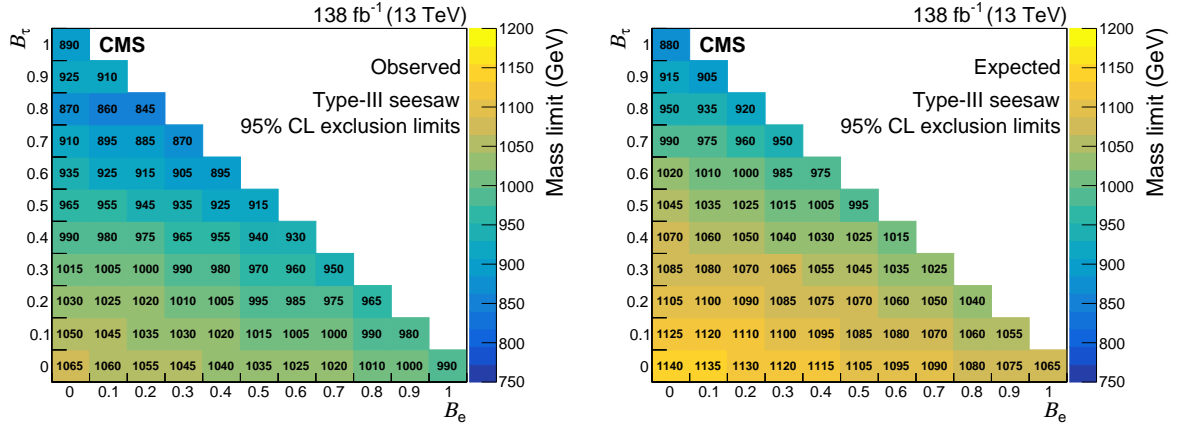 138 fb⁻¹ (13 TeV)
CMS
Observed
Type-III seesaw
95% CL exclusion limits
Bτ
1 890
0.9 925 910
0.8 870 860 845
0.7 910 895 885 870
0.6 935 925 915 905 895
0.5 965 955 945 935 925 915
0.4 990 980 975 965 955 940 930
0.3 1015 1005 1000 990 980 970 960 950
0.2 1030 1025 1020 1010 1005 995 985 975 965
0.1 1050 1045 1035 1030 1020 1015 1005 1000 990 980
0 1065 1060 1055 1045 1040 1035 1025 1020 1010 1000 990
0 0.1 0.2 0.3 0.4 0.5 0.6 0.7 0.8 0.9 1
Be
1200
1150
1100
1050
1000
950
900
850
800
750
Mass limit (GeV)
138 fb⁻¹ (13 TeV)
CMS
Expected
Type-III seesaw
95% CL exclusion limits
Bτ
1 880
0.9 915 905
0.8 950 935 920
0.7 990 975 960 950
0.6 1020 1010 1000 985 975
0.5 1045 1035 1025 1015 1005 995
0.4 1070 1060 1050 1040 1030 1025 1015
0.3 1085 1080 1070 1065 1055 1045 1035 1025
0.2 1105 1100 1090 1085 1075 1070 1060 1050 1040
0.1 1125 1120 1110 1100 1095 1085 1080 1070 1060 1055
0 1140 1135 1130 1120 1115 1105 1095 1090 1080 1075 1065
0 0.1 0.2 0.3 0.4 0.5 0.6 0.7 0.8 0.9 1
Be
1200
1150
1100
1050
1000
950
900
850
800
750
Mass limit (GeV)